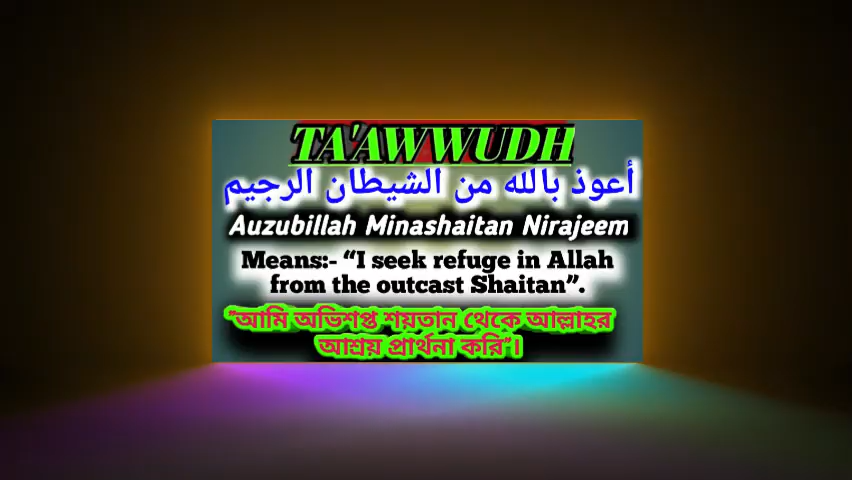 TA'AWWUDH
أعوذ بالله من الشيطان الرجيم
Auzubillah Minashaitan Nirajeem
Means:- “I seek refuge in Allah
from the outcast Shaitan”.
"আমি অভিশপ্ত শয়তান থেকে আল্লাহর
আশ্রয় প্রার্থনা করি"।